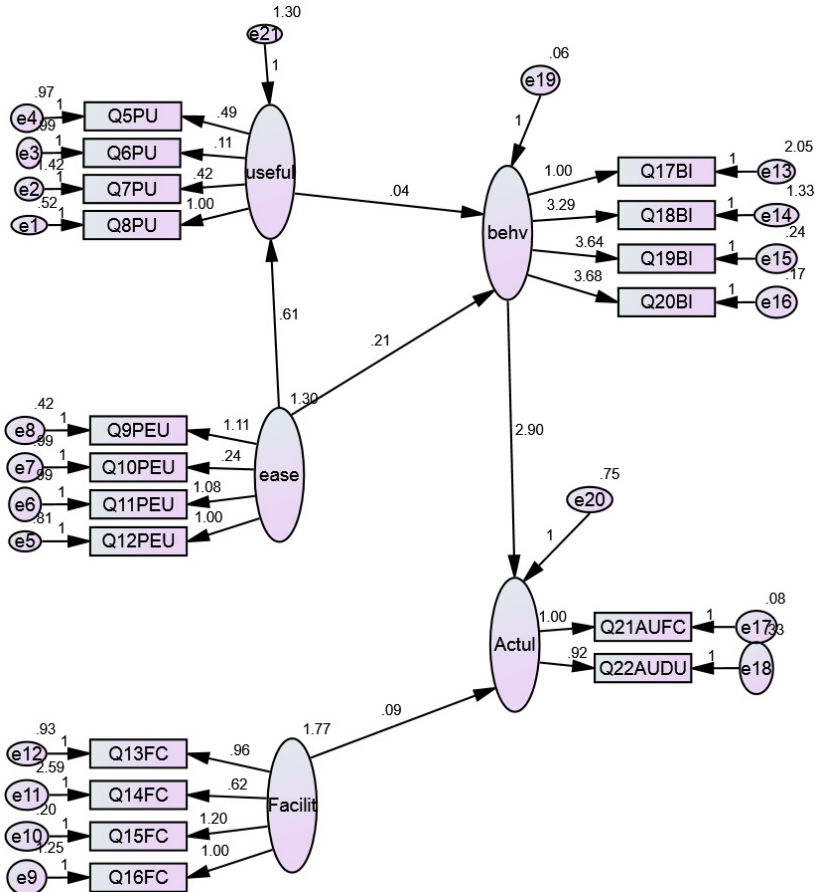 1.30
e21
1
.97
e4
1
Q5PU
.49
.99
e3
1
Q6PU
.11
1.42
e2
1
Q7PU
.42
.52
e1
1
Q8PU
1.00
useful
.04
.06
e19
1
behv
1.00
Q17BI
1
e13
2.05
3.29
Q18BI
1
e14
1.33
3.64
Q19BI
1
e15
.24
3.68
Q20BI
1
e16
.17
.61
.21
1.30
.42
e8
1
Q9PEU
1.11
.99
e7
1
Q10PEU
.24
.99
e6
1
Q11PEU
1.08
.81
e5
1
Q12PEU
1.00
ease
2.90
.75
e20
1
Actul
1.00
Q21AUFC
1
e17
.08
.92
Q22AUDU
1
e18
.33
.09
1.77
.93
e12
1
Q13FC
.96
2.59
e11
1
Q14FC
.62
.20
e10
1
Q15FC
1.20
1.25
e9
1
Q16FC
1.00
Facilit